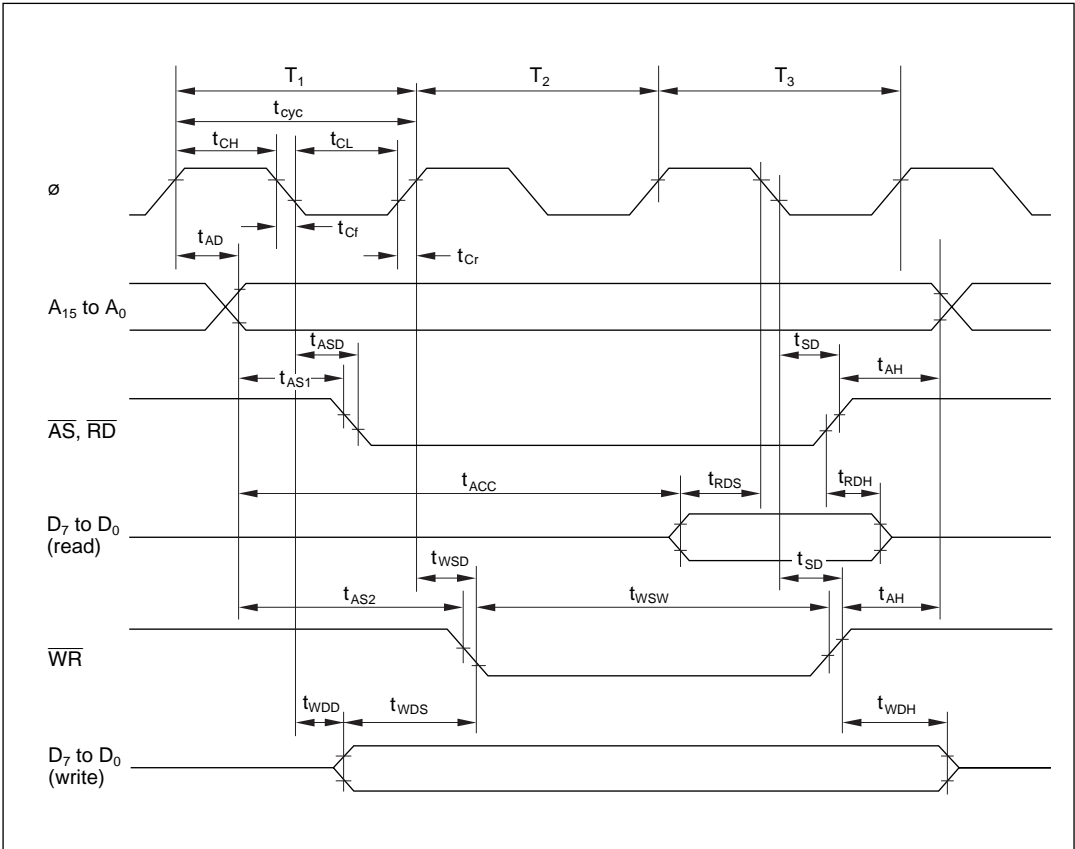 T1 T2 T3
tcyc
tCH tCL
ø
tAD tCf tCr
A15 to A0
tASD tSD
tAS1 tAH
AS, RD
tACC tRDS tRDH
D7 to D0
(read)
tWSD tSD
tAS2 tWSW tAH
WR
tWDD tWDS tWDH
D7 to D0
(write)